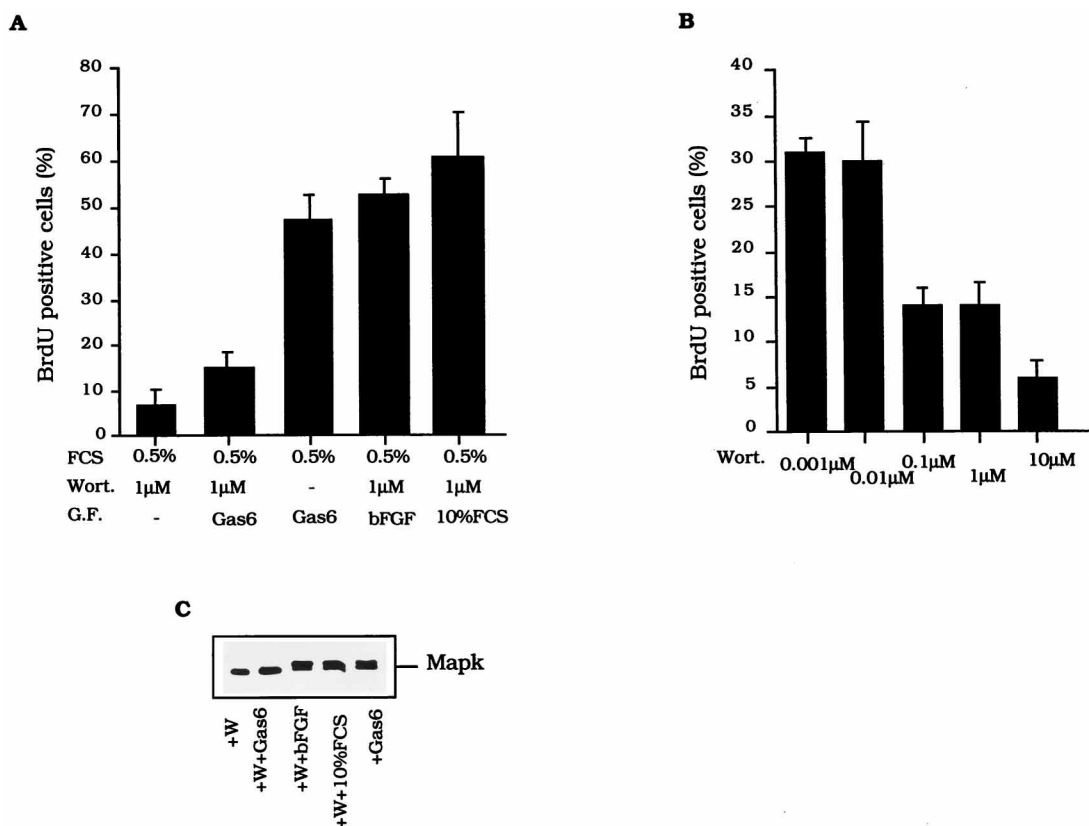 A
BrdU positive cells (%)
80
70
60
50
40
30
20
10
0
FCS 0.5% 0.5% 0.5% 0.5% 0.5%
Wort. 1µM 1µM - 1µM 1µM
G.F. - Gas6 Gas6 bFGF 10%FCS
B
BrdU positive cells (%)
40
35
30
25
20
15
10
5
0
Wort. 0.001µM 0.01µM 0.1µM 1µM 10µM
C
Mapk
+W
+W+Gas6
+W+bFGF
+W+10%FCS
+Gas6